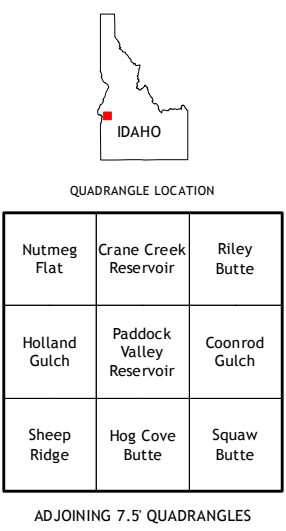 IDAHO
QUADRANGLE LOCATION
Nutmeg
Flat
Crane Creek
Reservoir
Riley
Butte
Holland
Gulch
Paddock
Valley
Reservoir
Coonrod
Gulch
Sheep
Ridge
Hog Cove
Butte
Squaw
Butte
ADJOINING 7.5' QUADRANGLES